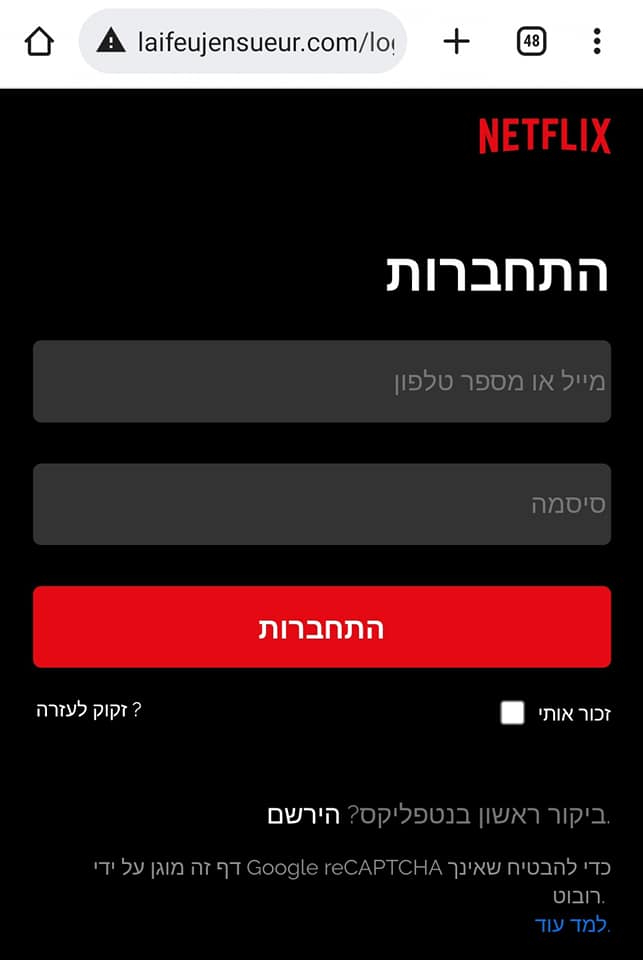 laifeujensueur.com/lo
48
NETFLIX
התחברות
מייל או מספר טלפון
סיסמה
התחברות
זכור אותי
זקוק לעזרה ?
ביקור ראשון בנטפליקס? הירשם.
כדי להבטיח שאינך Google reCAPTCHA דף זה מוגן על ידי
רובוט.
למד עוד.